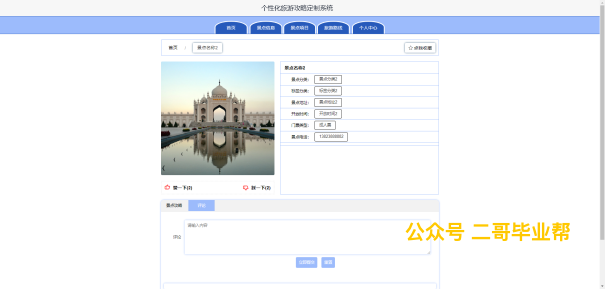 个性化旅游攻略定制系统
首页
景点信息
景点项目
旅游路线
个人中心
首页 / 景点名称2
☆点我收藏
景点名称2
景点分类： 景点分类2
标签分类： 标签分类2
景点地址： 景点地址2
开放时间： 开放时间2
门票类型： 成人票
景点电话： 13823888882
赞一下(2)
踩一下(2)
景点详情
评论
评论
请输入内容
立即提交
重置
公众号 二哥毕业帮